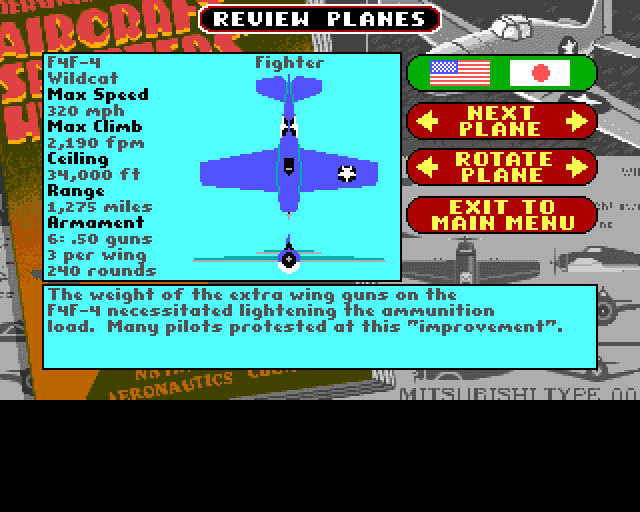 REVIEW PLANES
AIRCRAFT
F4F-4 Fighter
Wildcat
Max Speed
320 mph
Max Climb
2,190 fpm
Ceiling
34,000 ft
Range
1,275 miles
Armament
6: .50 guns
3 per wing
240 rounds
NEXT
PLANE
ROTATE
PLANE
EXIT TO
MAIN MENU
The weight of the extra wing guns on the
F4F-4 necessitated lightening the ammunition
load. Many pilots protested at this "improvement".
AERONAUTICS
MITSUBISHI TYPE 00